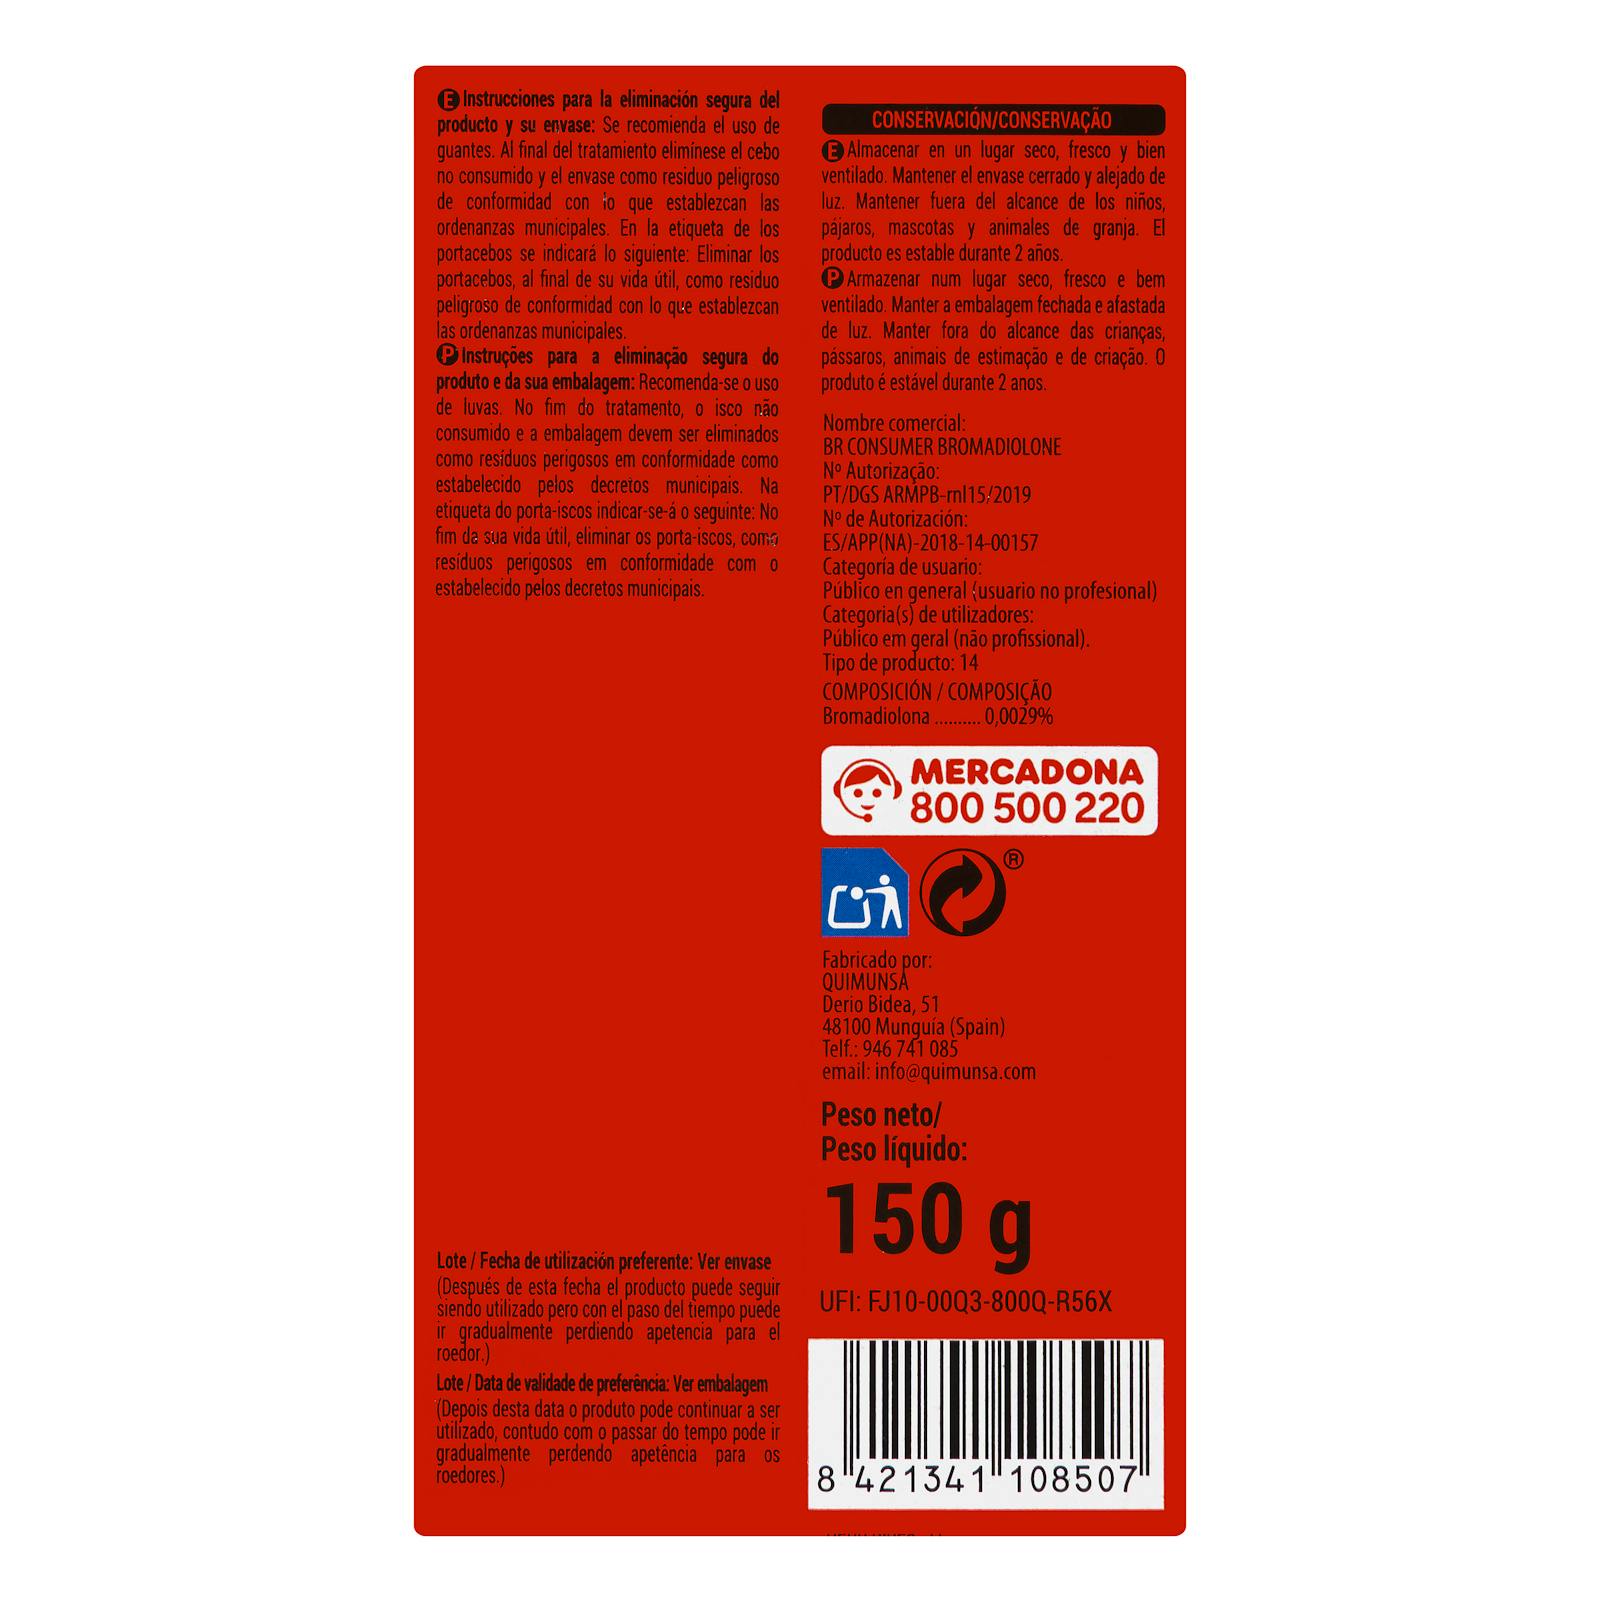 E Instrucciones para la eliminación segura del
producto y su envase: Se recomienda el uso de
guantes. Al final del tratamiento elimínese el cebo
no consumido y el envase como residuo peligroso
de conformidad con lo que establezcan las
ordenanzas municipales. En la etiqueta de los
portacebos se indicará lo siguiente: Eliminar los
portacebos, al final de su vida útil, como residuo
peligroso de conformidad con lo que establezcan
las ordenanzas municipales.
P Instruções para a eliminação segura do
produto e da sua embalagem: Recomenda-se o uso
de luvas. No fim do tratamento, o isco não
consumido e a embalagem devem ser eliminados
como resíduos perigosos em conformidade como
estabelecido pelos decretos municipais. Na
etiqueta do porta-iscos indicar-se-á o seguinte: No
fim da sua vida útil, eliminar os porta-iscos, como
resíduos perigosos em conformidade com o
estabelecido pelos decretos municipais.
Lote / Fecha de utilización preferente: Ver envase
(Después de esta fecha el producto puede seguir
siendo utilizado pero con el paso del tiempo puede
ir gradualmente perdiendo apetencia para el
roedor.)
Lote / Data de validade de preferência: Ver embalagem
(Depois desta data o produto pode continuar a ser
utilizado, contudo com o passar do tempo pode ir
gradualmente perdendo apetência para os
roedores.)
CONSERVACIÓN/CONSERVAÇÃO
E Almacenar en un lugar seco, fresco y bien
ventilado. Mantener el envase cerrado y alejado de
luz. Mantener fuera del alcance de los niños,
pájaros, mascotas y animales de granja. El
producto es estable durante 2 años.
P Armazenar num lugar seco, fresco e bem
ventilado. Manter a embalagem fechada e afastada
de luz. Manter fora do alcance das crianças,
pássaros, animais de estimação e de criação. O
produto é estável durante 2 anos.
Nombre comercial:
BR CONSUMER BROMADIOLONE
Nº Autorização:
PT/DGS ARMPB-rnl15/2019
Nº de Autorización:
ES/APP(NA)-2018-14-00157
Categoría de usuario:
Público en general (usuario no profesional)
Categoria(s) de utilizadores:
Público em geral (não profissional).
Tipo de producto: 14
COMPOSICIÓN / COMPOSIÇÃO
Bromadiolona .......... 0,0029%
MERCADONA
800 500 220
®
Fabricado por:
QUIMUNSA
Derio Bidea, 51
48100 Munguía (Spain)
Telf.: 946 741 085
email: info@quimunsa.com
Peso neto/
Peso líquido:
150 g
UFI: FJ10-00Q3-800Q-R56X
8 421341 108507